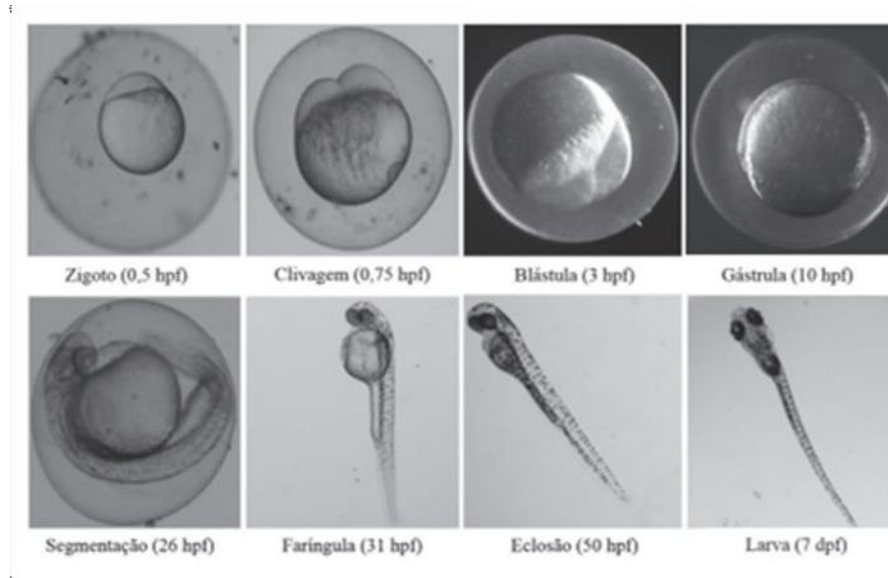 Zigoto (0,5 hpf) Clivagem (0,75 hpf) Blástula (3 hpf) Gástrula (10 hpf)
Segmentação (26 hpf) Faríngula (31 hpf) Eclosão (50 hpf) Larva (7 dpf)